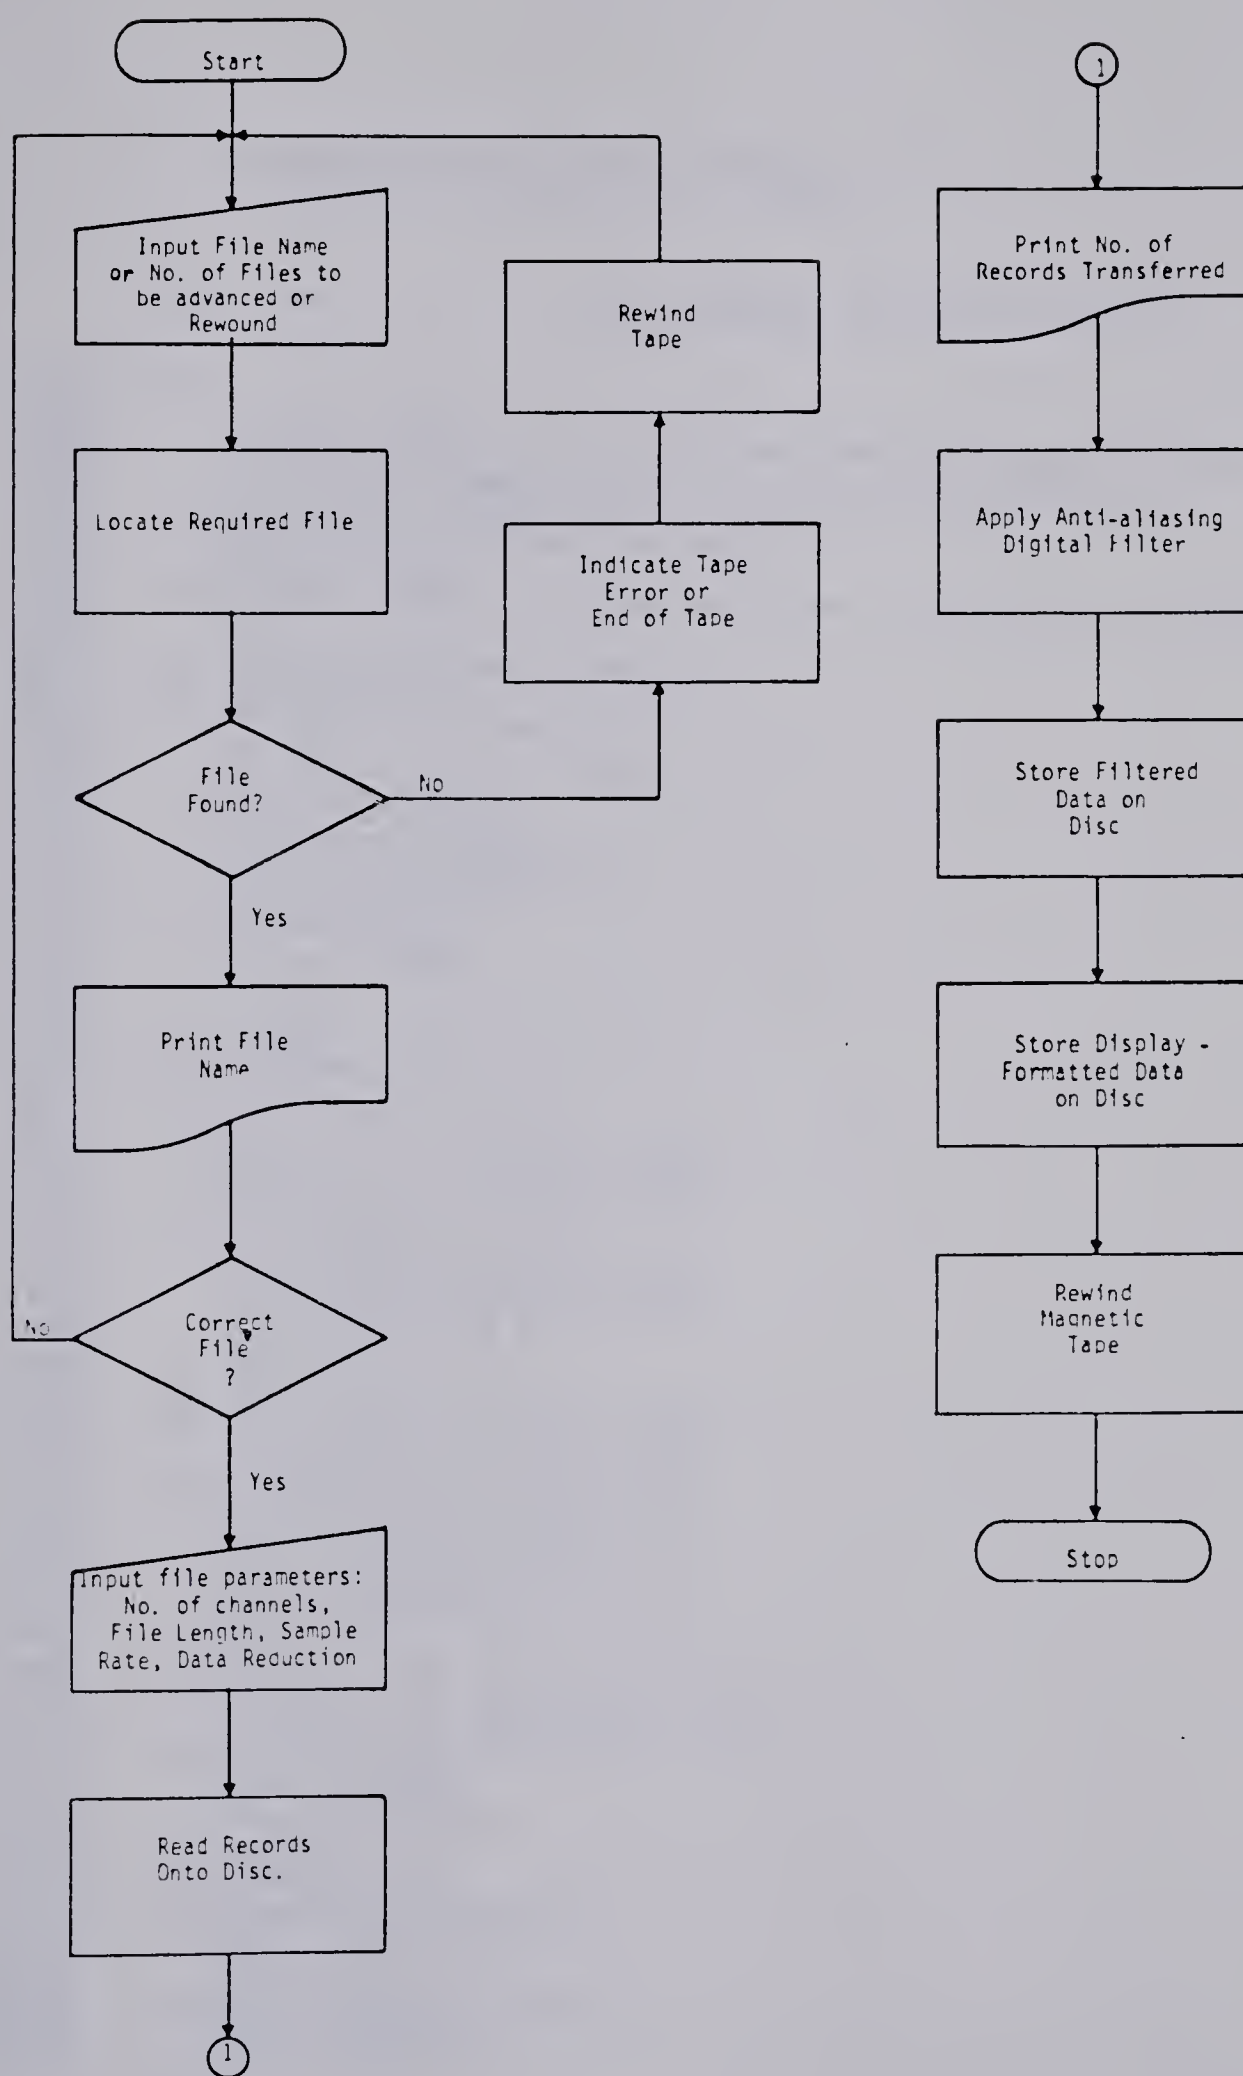 Start
Input File Name
or No. of Files to
be advanced or
Rewound
Locate Required File
File
Found?
No
Yes
Print File
Name
Correct
File
?
No
Yes
Input file parameters:
No. of channels,
File Length, Sample
Rate, Data Reduction
Read Records
Onto Disc.
1
Rewind
Tape
Indicate Tape
Error or
End of Tape
1
Print No. of
Records Transferred
Apply Anti-aliasing
Digital Filter
Store Filtered
Data on
Disc
Store Display -
Formatted Data
on Disc
Rewind
Magnetic
Tape
Stop